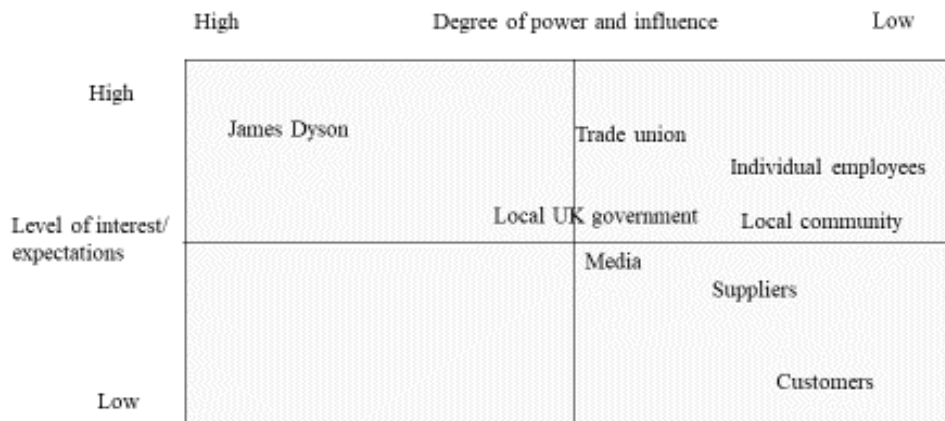 High Degree of power and influence Low
High
James Dyson
Trade union
Individual employees
Local UK government
Local community
Level of interest/
expectations
Media
Suppliers
Customers
Low